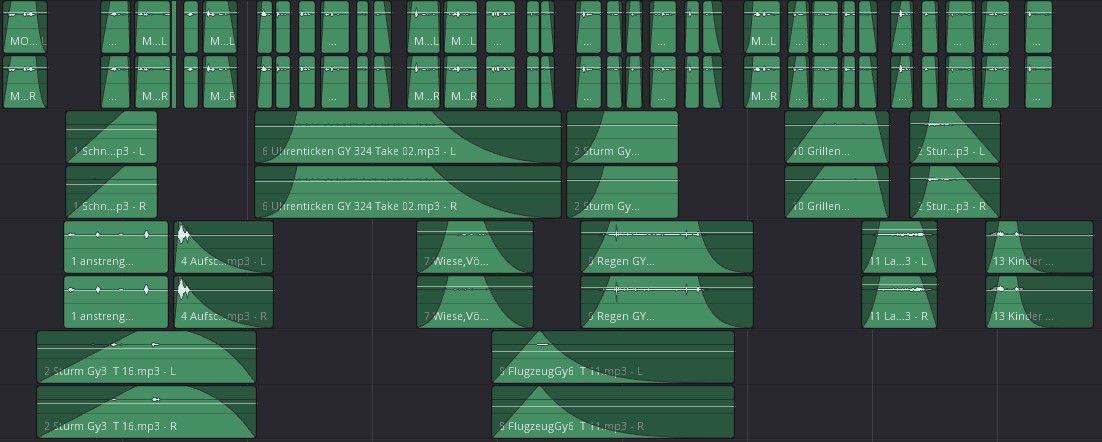 MO... L
...
M...L
M...L
...
...
M...L
M...L
...
...
...
...
M...L
...
...
...
...
...
...
...
M...R
...
M...R
M...R
...
...
M...R
M...R
...
...
...
...
M...R
...
...
...
...
...
...
...
1 Schn...p3 - L
6 Uhrenticken GY 324 Take 02.mp3 - L
2 Sturm Gy...
10 Grillen...
2 Stur...p3 - L
1 Schn...p3 - R
6 Uhrenticken GY 324 Take 02.mp3 - R
2 Sturm Gy...
10 Grillen...
2 Stur...p3 - R
1 anstreng...
4 Aufsc...mp3 - L
7 Wiese,Vö...
9 Regen GY...
11 La...3 - L
13 Kinder ...
1 anstreng...
4 Aufsc...mp3 - R
7 Wiese,Vö...
9 Regen GY...
11 La...3 - R
13 Kinder ...
2 Sturm Gy3 T 16.mp3 - L
8 FlugzeugGy6 T 11.mp3 - L
2 Sturm Gy3 T 16.mp3 - R
8 FlugzeugGy6 T 11.mp3 - R